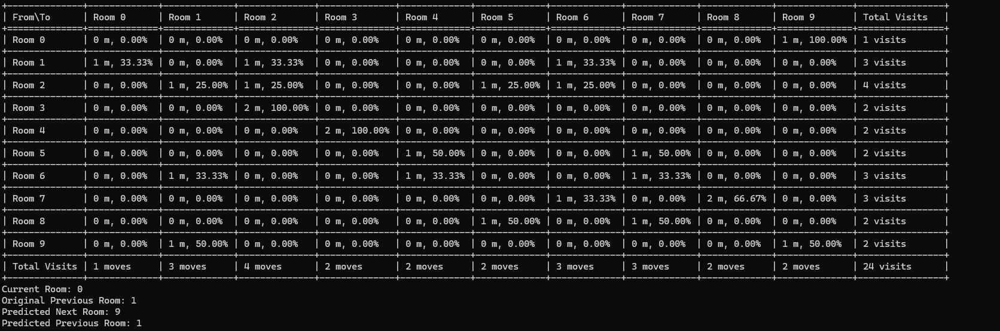 | From\To | Room 0 | Room 1 | Room 2 | Room 3 | Room 4 | Room 5 | Room 6 | Room 7 | Room 8 | Room 9 | Total Visits |
| Room 0 | 0 m, 0.00% | 0 m, 0.00% | 0 m, 0.00% | 0 m, 0.00% | 0 m, 0.00% | 0 m, 0.00% | 0 m, 0.00% | 0 m, 0.00% | 0 m, 0.00% | 1 m, 100.00% | 1 visits |
| Room 1 | 1 m, 33.33% | 0 m, 0.00% | 1 m, 33.33% | 0 m, 0.00% | 0 m, 0.00% | 0 m, 0.00% | 1 m, 33.33% | 0 m, 0.00% | 0 m, 0.00% | 0 m, 0.00% | 3 visits |
| Room 2 | 0 m, 0.00% | 1 m, 25.00% | 1 m, 25.00% | 0 m, 0.00% | 0 m, 0.00% | 1 m, 25.00% | 1 m, 25.00% | 0 m, 0.00% | 0 m, 0.00% | 0 m, 0.00% | 4 visits |
| Room 3 | 0 m, 0.00% | 0 m, 0.00% | 2 m, 100.00% | 0 m, 0.00% | 0 m, 0.00% | 0 m, 0.00% | 0 m, 0.00% | 0 m, 0.00% | 0 m, 0.00% | 0 m, 0.00% | 2 visits |
| Room 4 | 0 m, 0.00% | 0 m, 0.00% | 0 m, 0.00% | 2 m, 100.00% | 0 m, 0.00% | 0 m, 0.00% | 0 m, 0.00% | 0 m, 0.00% | 0 m, 0.00% | 0 m, 0.00% | 2 visits |
| Room 5 | 0 m, 0.00% | 0 m, 0.00% | 0 m, 0.00% | 0 m, 0.00% | 1 m, 50.00% | 0 m, 0.00% | 0 m, 0.00% | 1 m, 50.00% | 0 m, 0.00% | 0 m, 0.00% | 2 visits |
| Room 6 | 0 m, 0.00% | 1 m, 33.33% | 0 m, 0.00% | 0 m, 0.00% | 1 m, 33.33% | 0 m, 0.00% | 0 m, 0.00% | 1 m, 33.33% | 0 m, 0.00% | 0 m, 0.00% | 3 visits |
| Room 7 | 0 m, 0.00% | 0 m, 0.00% | 0 m, 0.00% | 0 m, 0.00% | 0 m, 0.00% | 0 m, 0.00% | 1 m, 33.33% | 0 m, 0.00% | 2 m, 66.67% | 0 m, 0.00% | 3 visits |
| Room 8 | 0 m, 0.00% | 0 m, 0.00% | 0 m, 0.00% | 0 m, 0.00% | 0 m, 0.00% | 1 m, 50.00% | 0 m, 0.00% | 1 m, 50.00% | 0 m, 0.00% | 0 m, 0.00% | 2 visits |
| Room 9 | 0 m, 0.00% | 1 m, 50.00% | 0 m, 0.00% | 0 m, 0.00% | 0 m, 0.00% | 0 m, 0.00% | 0 m, 0.00% | 0 m, 0.00% | 0 m, 0.00% | 1 m, 50.00% | 2 visits |
| Total Visits | 1 moves | 3 moves | 4 moves | 2 moves | 2 moves | 2 moves | 3 moves | 3 moves | 2 moves | 2 moves | 24 visits |
Current Room: 0
Original Previous Room: 1
Predicted Next Room: 9
Predicted Previous Room: 1